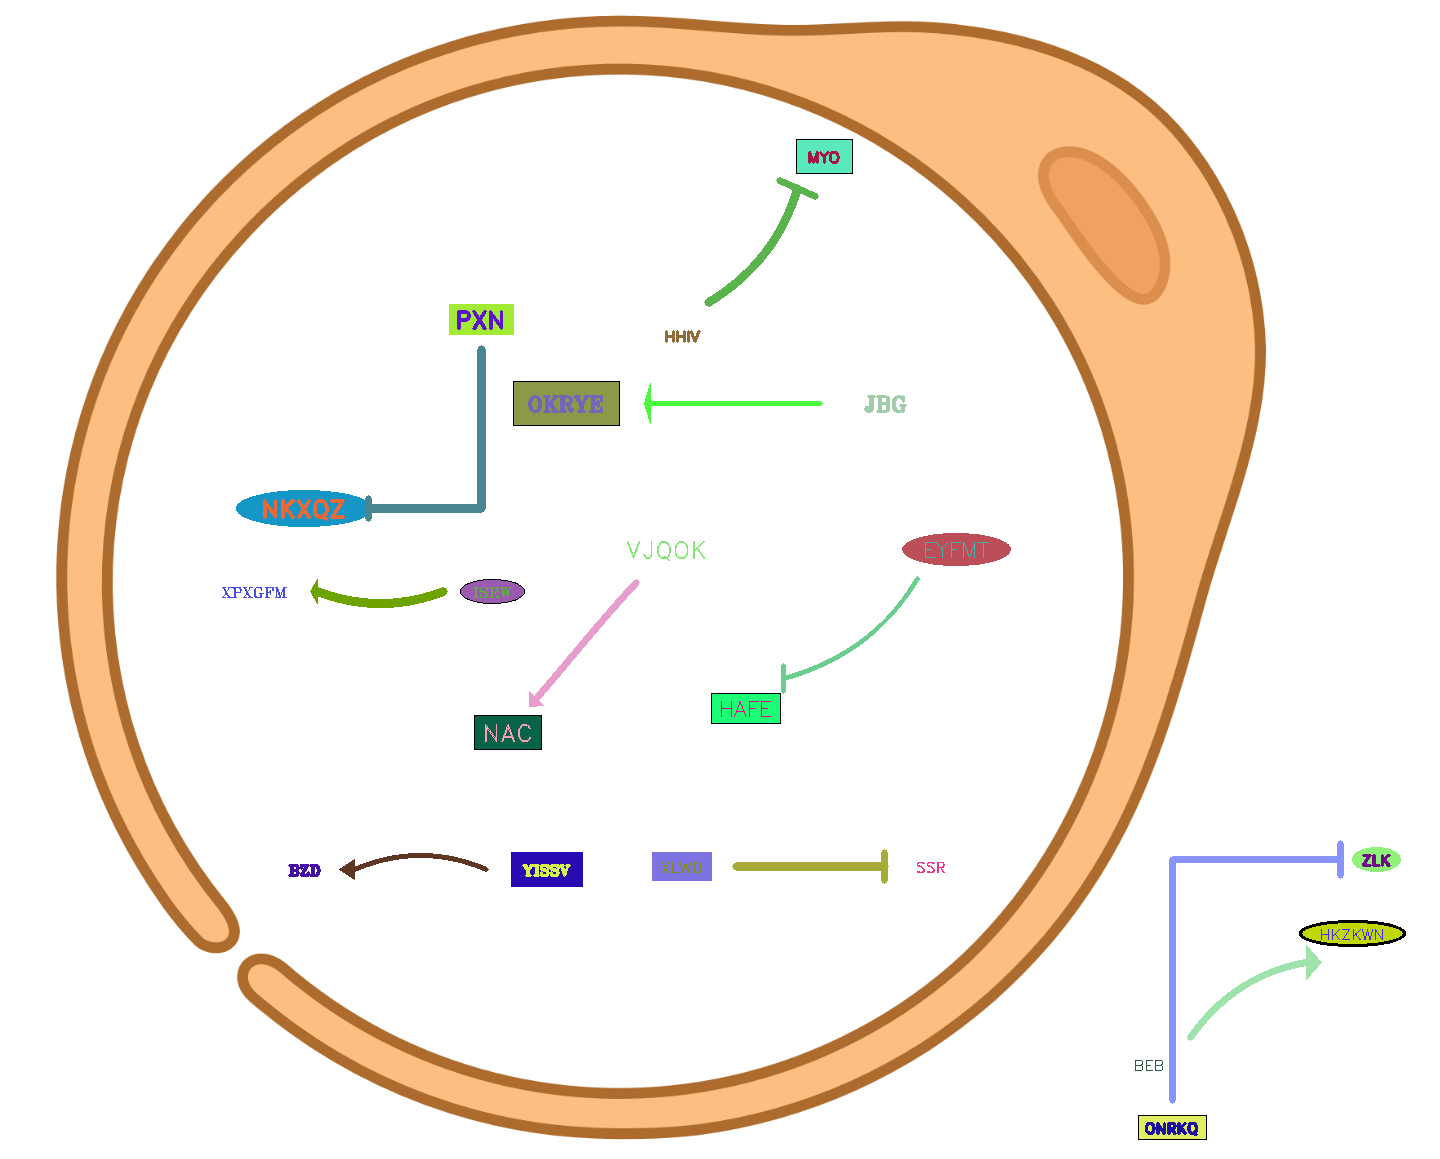 MYO
PXN
HHIV
OKRYE
JBG
NKXQZ
VJQOK
EYFMT
XPXGFM
ISRW
HAFE
NAC
BZD
YISSV
XLWD
SSR
ZLK
HKZKWN
BEB
ONRKQ